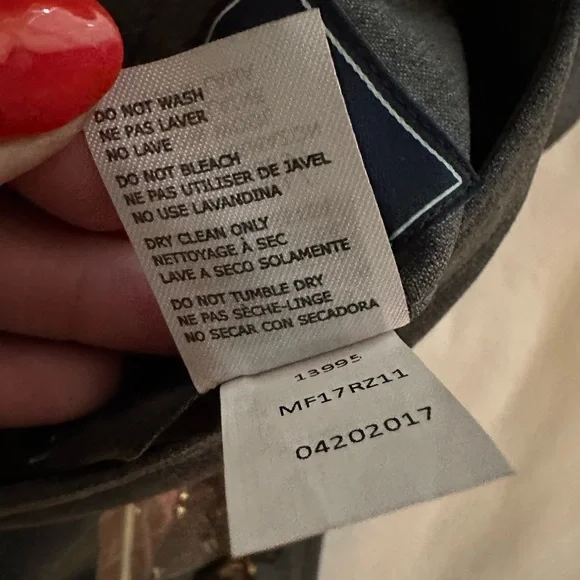 DO NOT WASH
NE PAS LAVER
NO LAVE
DO NOT BLEACH
NE PAS UTILISER DE JAVEL
NO USE LAVANDINA
DRY CLEAN ONLY
NETTOYAGE À SEC
LAVE A SECO SOLAMENTE
DO NOT TUMBLE DRY
NE PAS SÈCHE-LINGE
NO SECAR CON SECADORA
13995
MF17RZ11
04202017